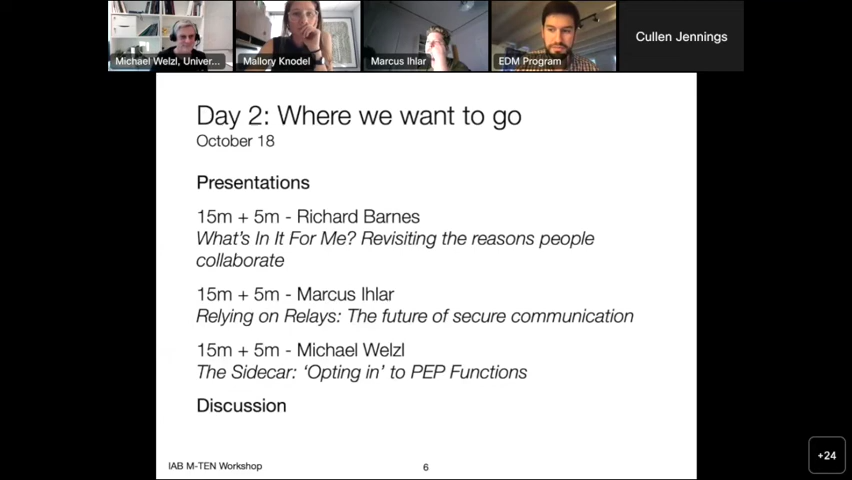 Michael Welzl, Univer...
Mallory Knodel
Marcus Ihlar
EDM Program
Cullen Jennings
Day 2: Where we want to go
October 18
Presentations
15m + 5m - Richard Barnes
What's In It For Me? Revisiting the reasons people
collaborate
15m + 5m - Marcus Ihlar
Relying on Relays: The future of secure communication
15m + 5m - Michael Welzl
The Sidecar: ‘Opting in’ to PEP Functions
Discussion
IAB M-TEN Workshop
6
+24